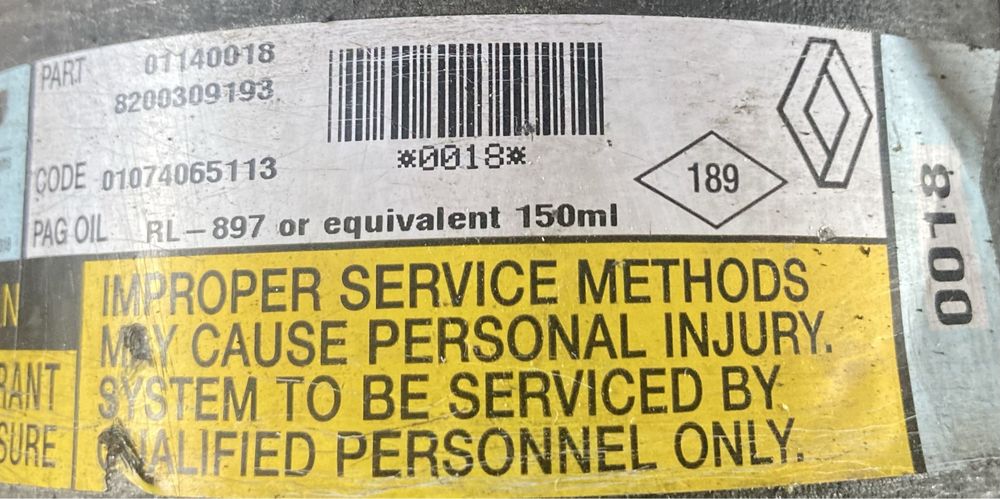 PART 01140018
8200309193
*0018*
CODE 01074065113
189
PAG OIL RL-897 or equivalent 150ml
0018
IMPROPER SERVICE METHODS
MAY CAUSE PERSONAL INJURY.
SYSTEM TO BE SERVICED BY
QUALIFIED PERSONNEL ONLY.
N
RANT
SURE